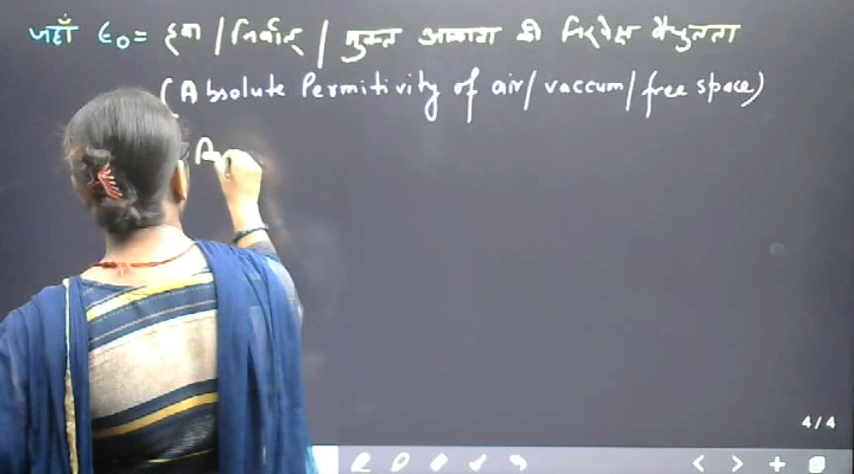 जहाँ ϵ₀ = हवा / निर्वात / मुक्त आकाश की निरपेक्ष वैद्युतता
(Absolute Permitivity of air/vaccum/free space)
4/4